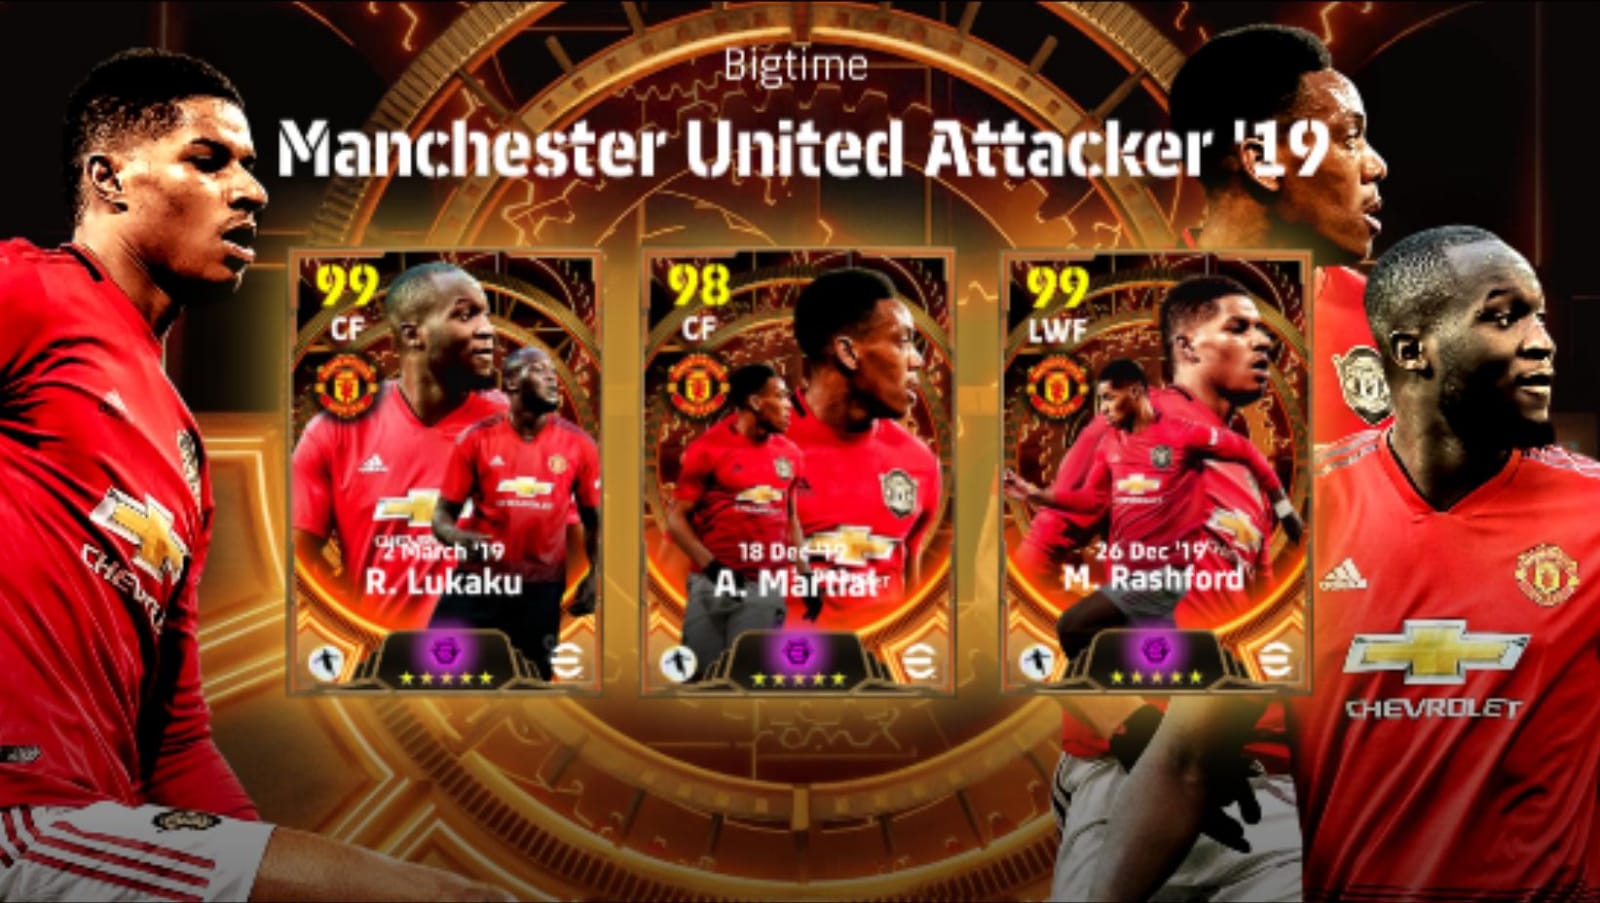 Bigtime
Manchester United Attacker '19
99
CF
2 March '19
R. Lukaku
98
CF
18 Dec '19
A. Martial
99
LWF
26 Dec '19
M. Rashford
CHEVROLET